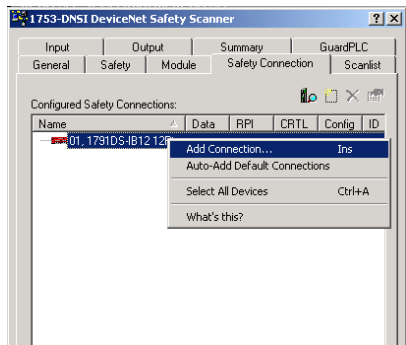 1753-DNSI DeviceNet Safety Scanner
Input Output Summary GuardPLC
General Safety Module Safety Connection Scanlist
Configured Safety Connections:
Name Data RPI CRTL Config ID
01, 1791DS-IB12
Add Connection... Ins
Auto-Add Default Connections
Select All Devices Ctrl+A
What's this?